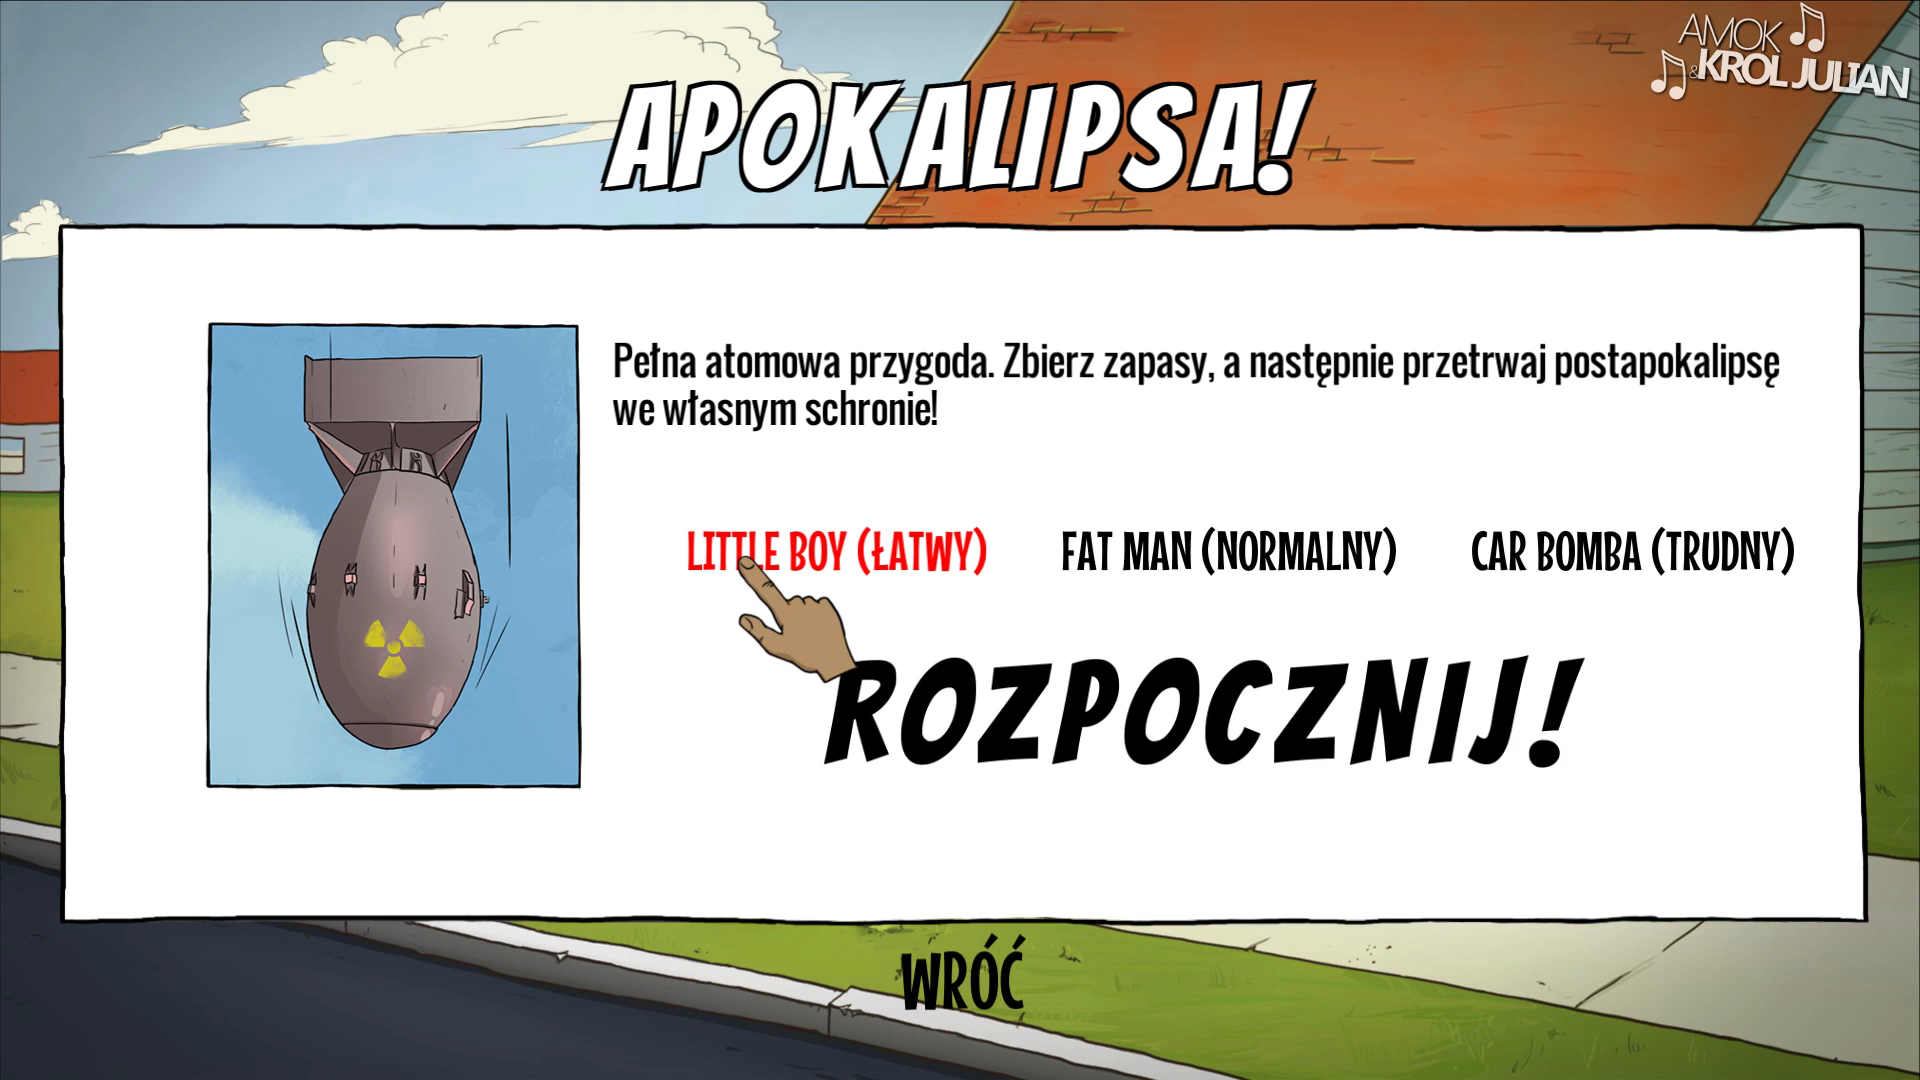 AMOK
& KROL JULIAN
APOKALIPSA!
Pełna atomowa przygoda. Zbierz zapasy, a następnie przetrwaj postapokalipsę
we własnym schronie!
LITTLE BOY (ŁATWY) FAT MAN (NORMALNY) CAR BOMBA (TRUDNY)
ROZPOCZNIJ!
WRÓĆ